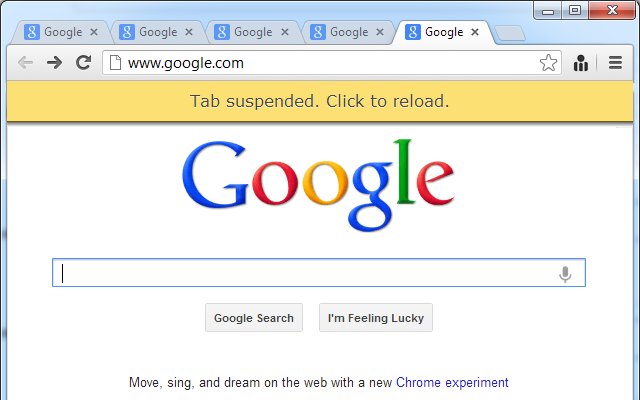 Google Google Google Google Google
www.google.com
Tab suspended. Click to reload.
Google
Google Search I'm Feeling Lucky
Move, sing, and dream on the web with a new Chrome experiment